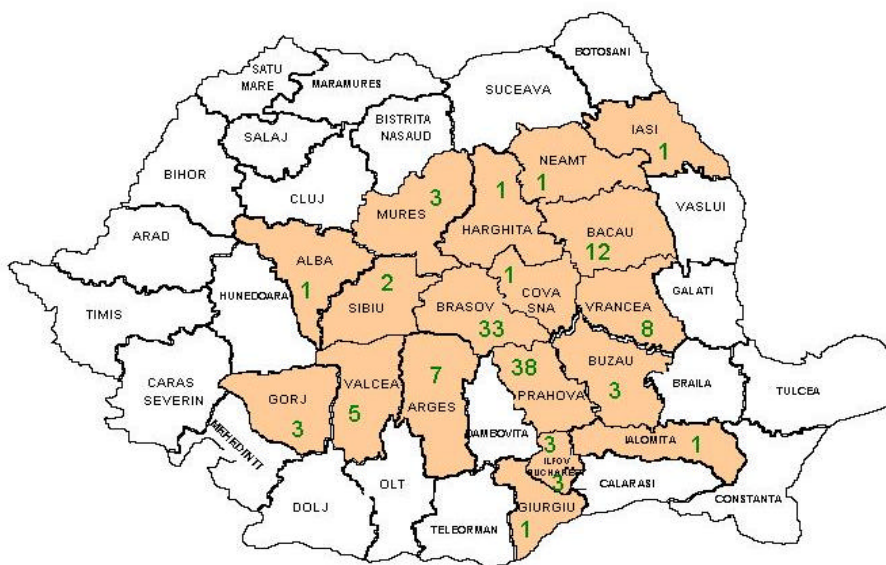 BOTOSANI
SATU
MARE
MARAMURES
SUCEAVA
BISTRITA
NASAUD
SALAJ
IASI
1
NEAMT
1
BIHOR
CLUJ
MURES
3
1
HARGHITA
VASLUI
BACAU
12
ARAD
ALBA
1
2
SIBIU
1
COVA
SNA
BRASOV
33
VRANCEA
8
GALATI
HUNEDOARA
TIMIS
CARAS
SEVERIN
GORJ
3
VALCEA
5
7
ARGES
38
PRAHOVA
BUZAU
3
BRAILA
TULCEA
MEHEDINTI
DAMBOVITA
3
ILFOV
BUCHAREST
3
IALOMITA
1
CALARASI
CONSTANTA
DOLJ
OLT
TELEORMAN
GIURGIU
1